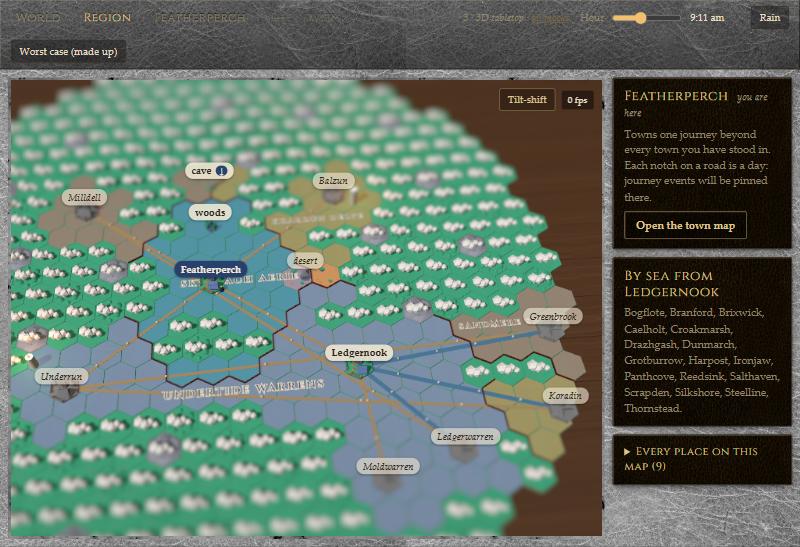 World Region Featherperch
3 · 3D tabletop
Hour 9:11 am Rain
Worst case (made up)
Tilt-shift 0 fps
cave
Milldell
Balzun
woods
desert
Featherperch
Greenbrook
SANDMERE
Ledgernook
Underrun
UNDERTIDE WARRENS
Koradin
Ledgerwarren
Moldwarren
Featherperch you are
here
Towns one journey beyond
every town you have stood in.
Each notch on a road is a day:
journey events will be pinned
there.
Open the town map
By sea from
Ledgernook
Bogflote, Branford, Brixwick,
Caelholt, Croakmarsh,
Drazhgash, Dunmarch,
Grotburrow, Harpost, Ironjaw,
Panthcove, Reedsink, Salthaven,
Scrapden, Silkshore, Steelline,
Thornstead.
▶ Every place on this
map (9)